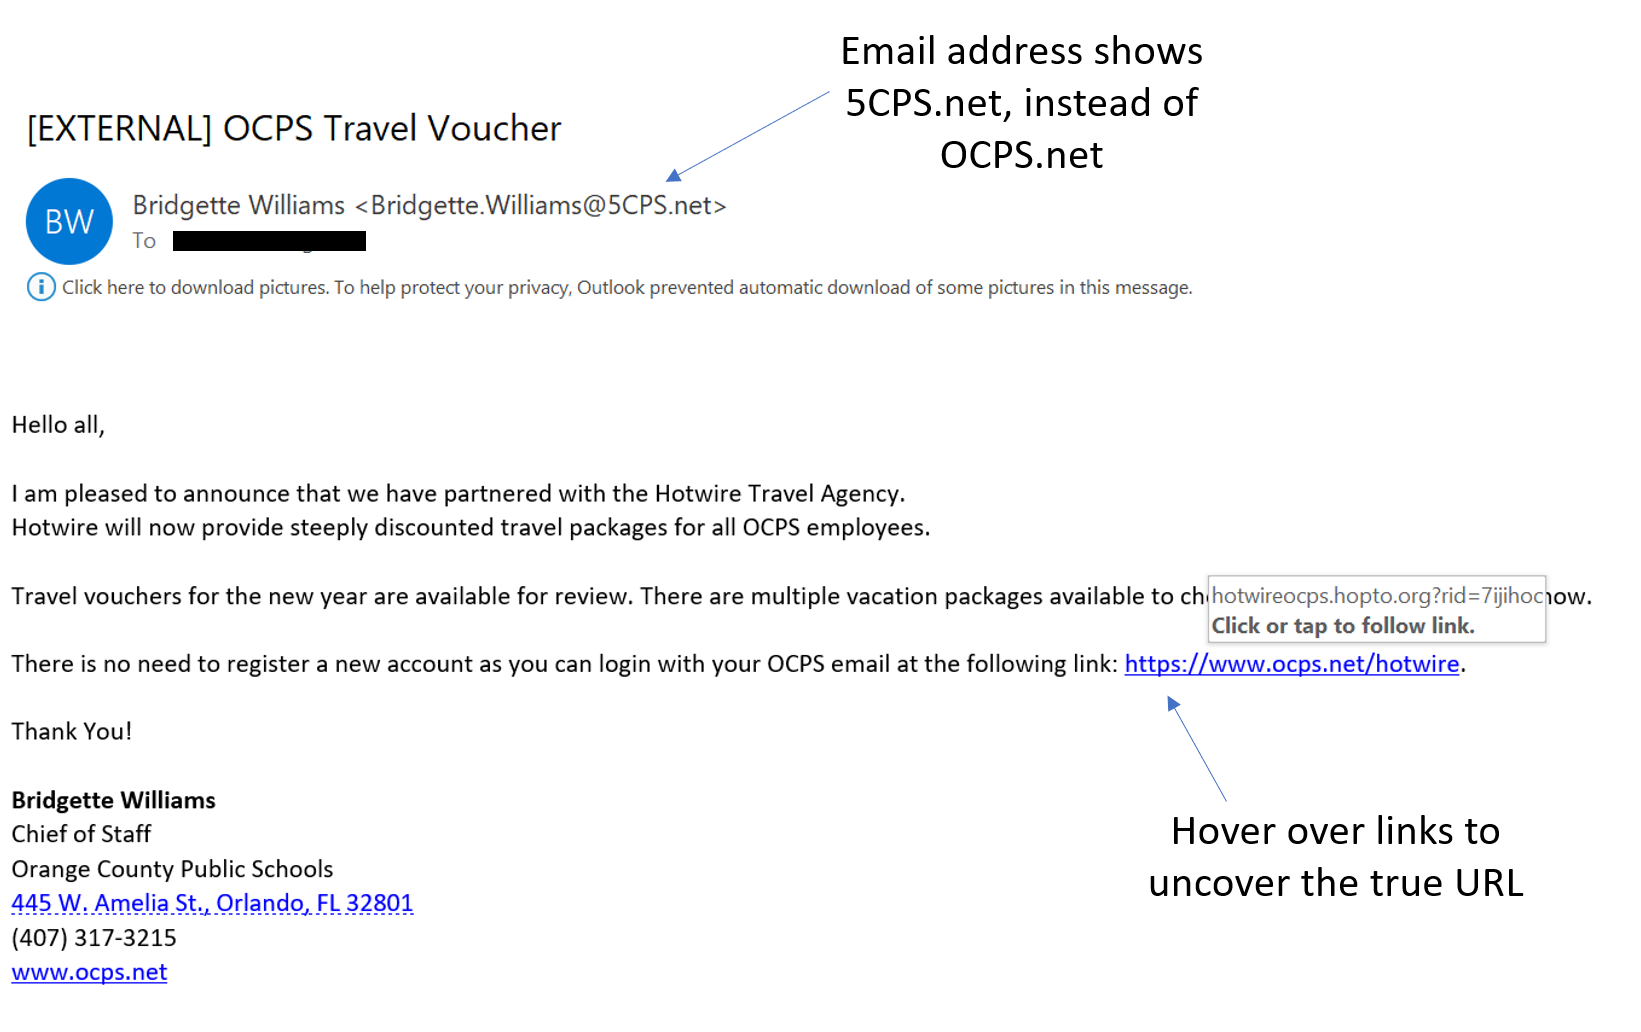 Email address shows
5CPS.net, instead of
OCPS.net
[EXTERNAL] OCPS Travel Voucher
BW
Bridgette Williams <Bridgette.Williams@5CPS.net>
To
Click here to download pictures. To help protect your privacy, Outlook prevented automatic download of some pictures in this message.
Hello all,
I am pleased to announce that we have partnered with the Hotwire Travel Agency.
Hotwire will now provide steeply discounted travel packages for all OCPS employees.
Travel vouchers for the new year are available for review. There are multiple vacation packages available to
hotwireocps.hopto.org?rid=7ijihoc
Click or tap to follow link.
There is no need to register a new account as you can login with your OCPS email at the following link: https://www.ocps.net/hotwire.
Thank You!
Bridgette Williams
Chief of Staff
Orange County Public Schools
445 W. Amelia St., Orlando, FL 32801
(407) 317-3215
www.ocps.net
Hover over links to
uncover the true URL